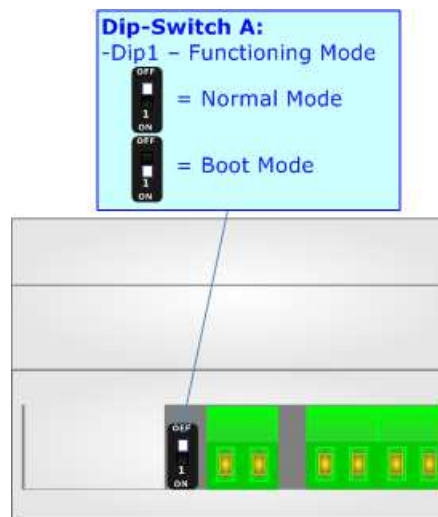 Dip-Switch A:
-Dip1 – Functioning Mode
OFF
1
ON
= Normal Mode
OFF
1
ON
= Boot Mode
OFF
1
ON